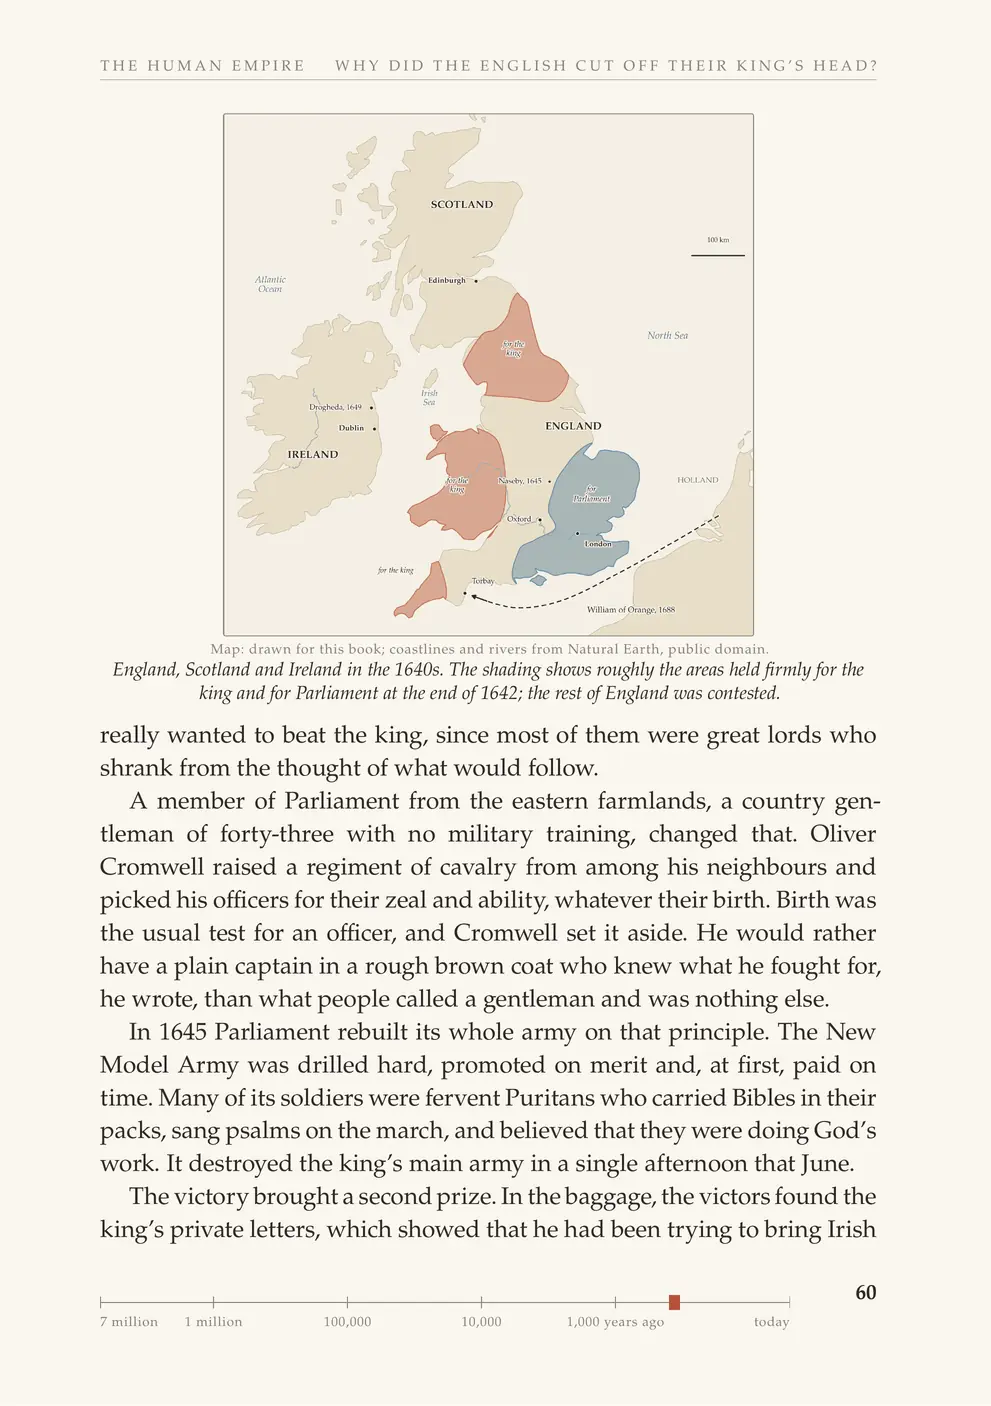 THE HUMAN EMPIRE WHY DID THE ENGLISH CUT OFF THEIR KING'S HEAD?
SCOTLAND
100 km
Edinburgh
Atlantic
Ocean
North Sea
for the
king
Irish
Sea
Drogheda, 1649
Dublin
ENGLAND
IRELAND
for the
king
Naseby, 1645
HOLLAND
for
Parliament
Oxford
London
for the king
Torbay
William of Orange, 1688
Map: drawn for this book; coastlines and rivers from Natural Earth, public domain.
England, Scotland and Ireland in the 1640s. The shading shows roughly the areas held firmly for the
king and for Parliament at the end of 1642; the rest of England was contested.
really wanted to beat the king, since most of them were great lords who
shrank from the thought of what would follow.
A member of Parliament from the eastern farmlands, a country gen-
tleman of forty-three with no military training, changed that. Oliver
Cromwell raised a regiment of cavalry from among his neighbours and
picked his officers for their zeal and ability, whatever their birth. Birth was
the usual test for an officer, and Cromwell set it aside. He would rather
have a plain captain in a rough brown coat who knew what he fought for,
he wrote, than what people called a gentleman and was nothing else.
In 1645 Parliament rebuilt its whole army on that principle. The New
Model Army was drilled hard, promoted on merit and, at first, paid on
time. Many of its soldiers were fervent Puritans who carried Bibles in their
packs, sang psalms on the march, and believed that they were doing God's
work. It destroyed the king's main army in a single afternoon that June.
The victory brought a second prize. In the baggage, the victors found the
king's private letters, which showed that he had been trying to bring Irish
60
7 million 1 million 100,000 10,000 1,000 years ago today